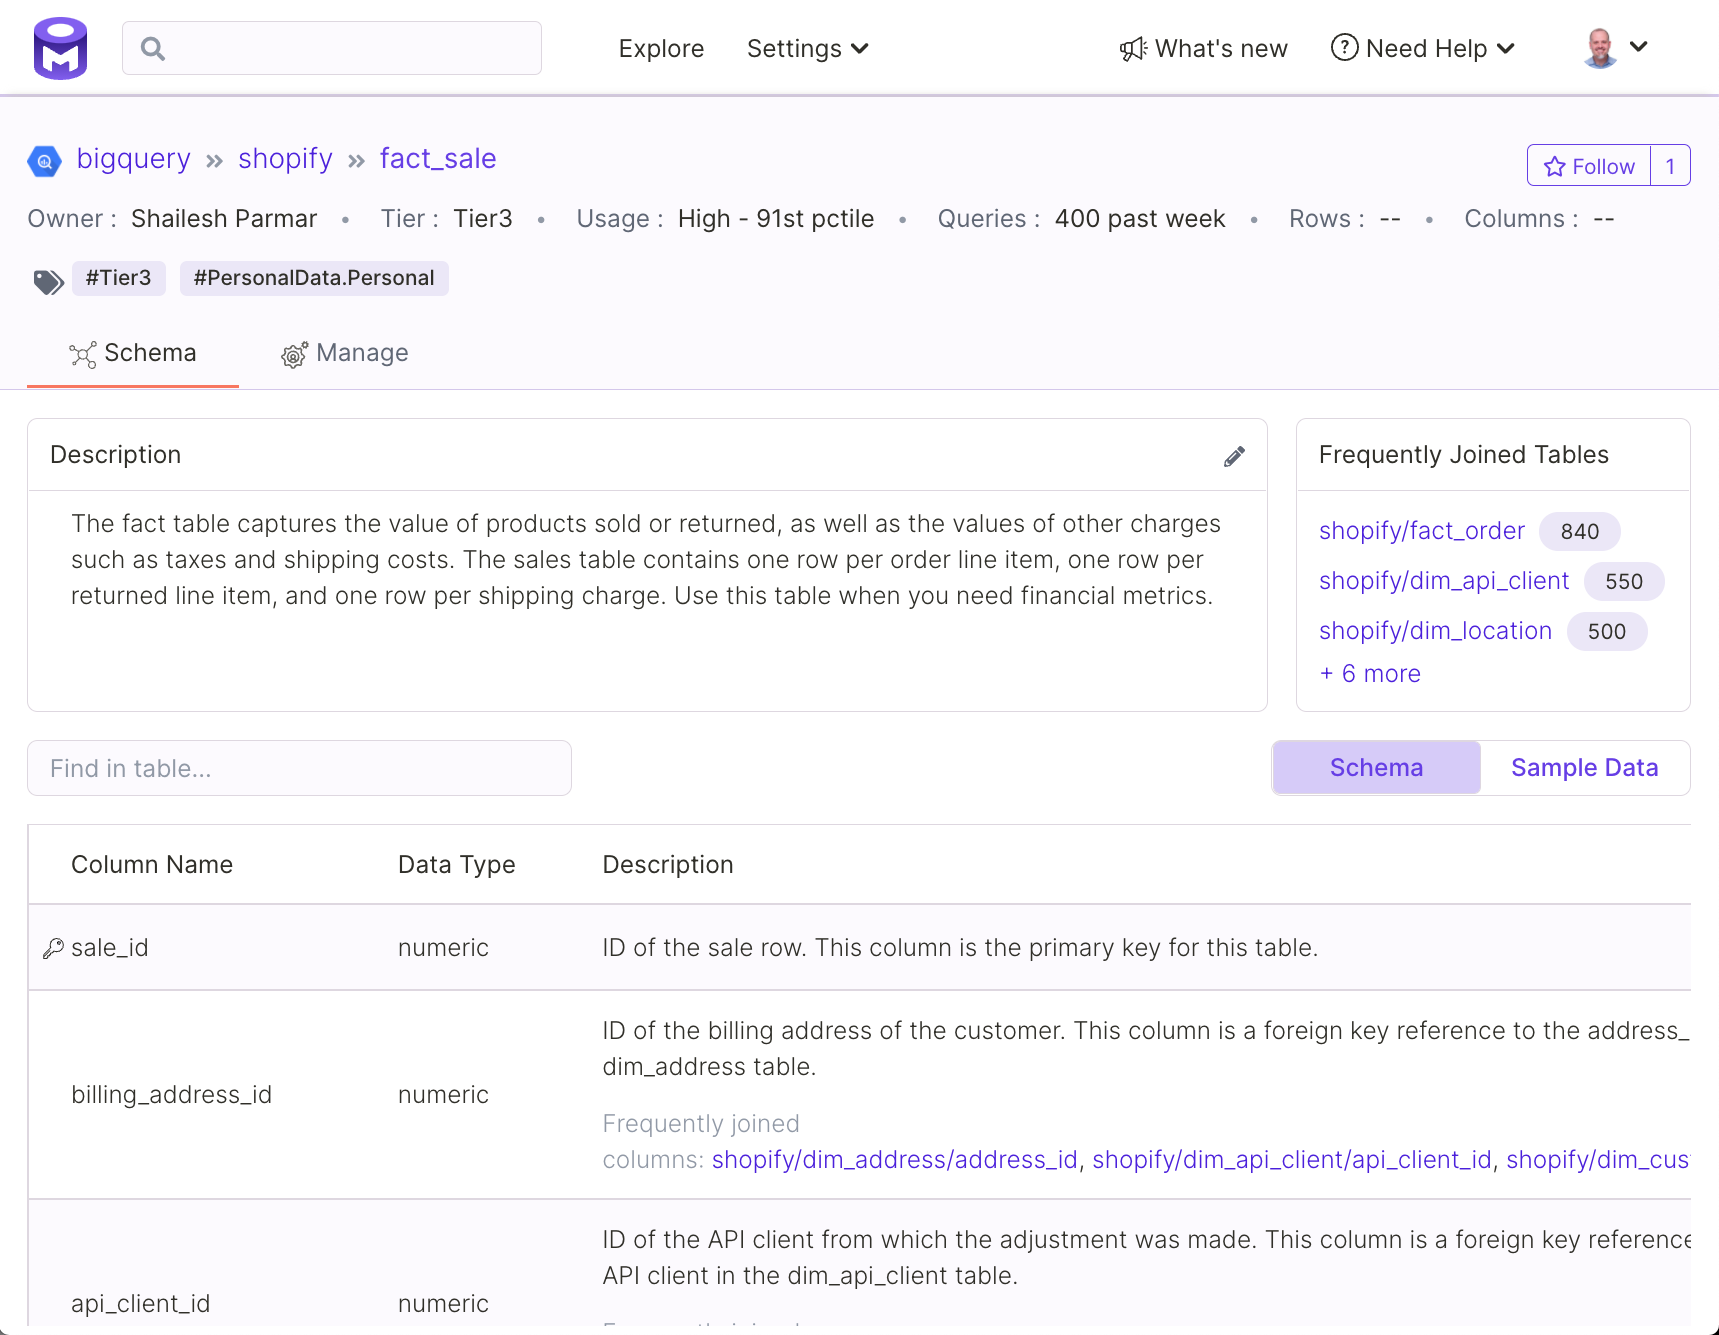 Explore Settings What's new Need Help
bigquery » shopify » fact_sale
Follow 1
Owner : Shailesh Parmar • Tier : Tier3 • Usage : High - 91st pctile • Queries : 400 past week • Rows : -- • Columns : --
#Tier3 #PersonalData.Personal
Schema Manage
Description
The fact table captures the value of products sold or returned, as well as the values of other charges
such as taxes and shipping costs. The sales table contains one row per order line item, one row per
returned line item, and one row per shipping charge. Use this table when you need financial metrics.
Frequently Joined Tables
shopify/fact_order 840
shopify/dim_api_client 550
shopify/dim_location 500
+ 6 more
Find in table...
Schema Sample Data
Column Name Data Type Description
sale_id numeric ID of the sale row. This column is the primary key for this table.
billing_address_id numeric
ID of the billing address of the customer. This column is a foreign key reference to the address_
dim_address table.
Frequently joined
columns: shopify/dim_address/address_id, shopify/dim_api_client/api_client_id, shopify/dim_cus
api_client_id numeric
ID of the API client from which the adjustment was made. This column is a foreign key reference
API client in the dim_api_client table.